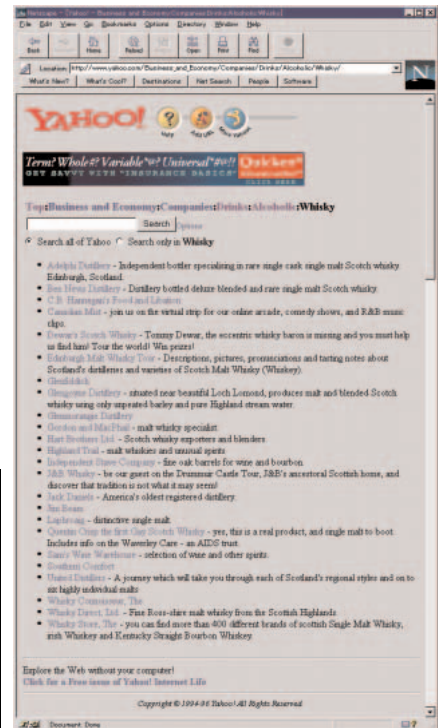 Netscape - [Yahoo! - Business and Economy:Companies:Drinks:Alcoholic:Whisky]
File Edit View Go Bookmarks Options Directory Window Help
Back Home Reload Open Print Find
Location: http://www.yahoo.com/Business_and_Economy/Companies/Drinks/Alcoholic/Whisky/
What's New? What's Cool? Destinations Net Search People Software
N
YAHOO!
Term? Whole#? Variable*@? Universal*#@!! Quicken
GET SAVVY WITH "INSURANCE BASICS" CLICK HERE
Top:Business and Economy:Companies:Drinks:Alcoholic:Whisky
Search Options
Search all of Yahoo Search only in Whisky
Adelphi Distillery - Independent bottler specialising in rare single cask single malt Scotch whisky.
Edinburgh, Scotland.
Ben Nevis Distillery - Distillery bottled deluxe blended and rare single malt Scotch whisky.
C.B. Hannegan's Food and Libation
Canadian Mist - join us on the virtual strip for our online arcade, comedy shows, and R&B music
clips.
Dewar's Scotch Whisky - Tommy Dewar, the eccentric whisky baron is missing and you must help
us find him! Tour the world! Win prizes!
Edinburgh Malt Whisky Tour - Descriptions, pictures, pronunciations and tasting notes about
Scotland's distilleries and varieties of Scotch Malt Whisky (Whiskey).
Glenfiddich
Glengoyne Distillery - situated near beautiful Loch Lomond, produces malt and blended Scotch
whisky using only unpeated barley and pure Highland stream water.
Glenmorangie Distillery
Gordon and MacPhail - malt whisky specialist.
Hart Brothers Ltd. - Scotch whisky exporters and blenders.
Highland Trail - malt whiskies and unusual spirits
Independent Stave Company - fine oak barrels for wine and bourbon.
J&B Whisky - be our guest on the Drummuir Castle Tour, J&B's ancestoral Scottish home, and
discover that tradition is not what it may seem!
Jack Daniels - America's oldest registered distillery.
Jim Beam
Laphroaig - distinctive single malt.
Quentin Crisp the first Gay Scotch Whisky - yes, this is a real product, and single malt to boot.
Includes info on the Waverley Care - an AIDS trust.
Sam's Wine Warehouse - selection of wine and other spirits.
Southern Comfort
United Distillers - A journey which will take you through each of Scotland's regional styles and on to
six highly individual malts
Whisky Connoisseur, The
Whisky Direct, Ltd. - Fine Ross-shire malt whisky from the Scottish Highlands.
Whisky Store, The - you can find more than 400 different brands of scottish Single Malt Whisky,
irish Whiskey and Kentucky Straight Bourbon Whiskey.
Explore the Web without your computer!
Click for a Free issue of Yahoo! Internet Life
Copyright © 1994-96 Yahoo! All Rights Reserved.
Document: Done